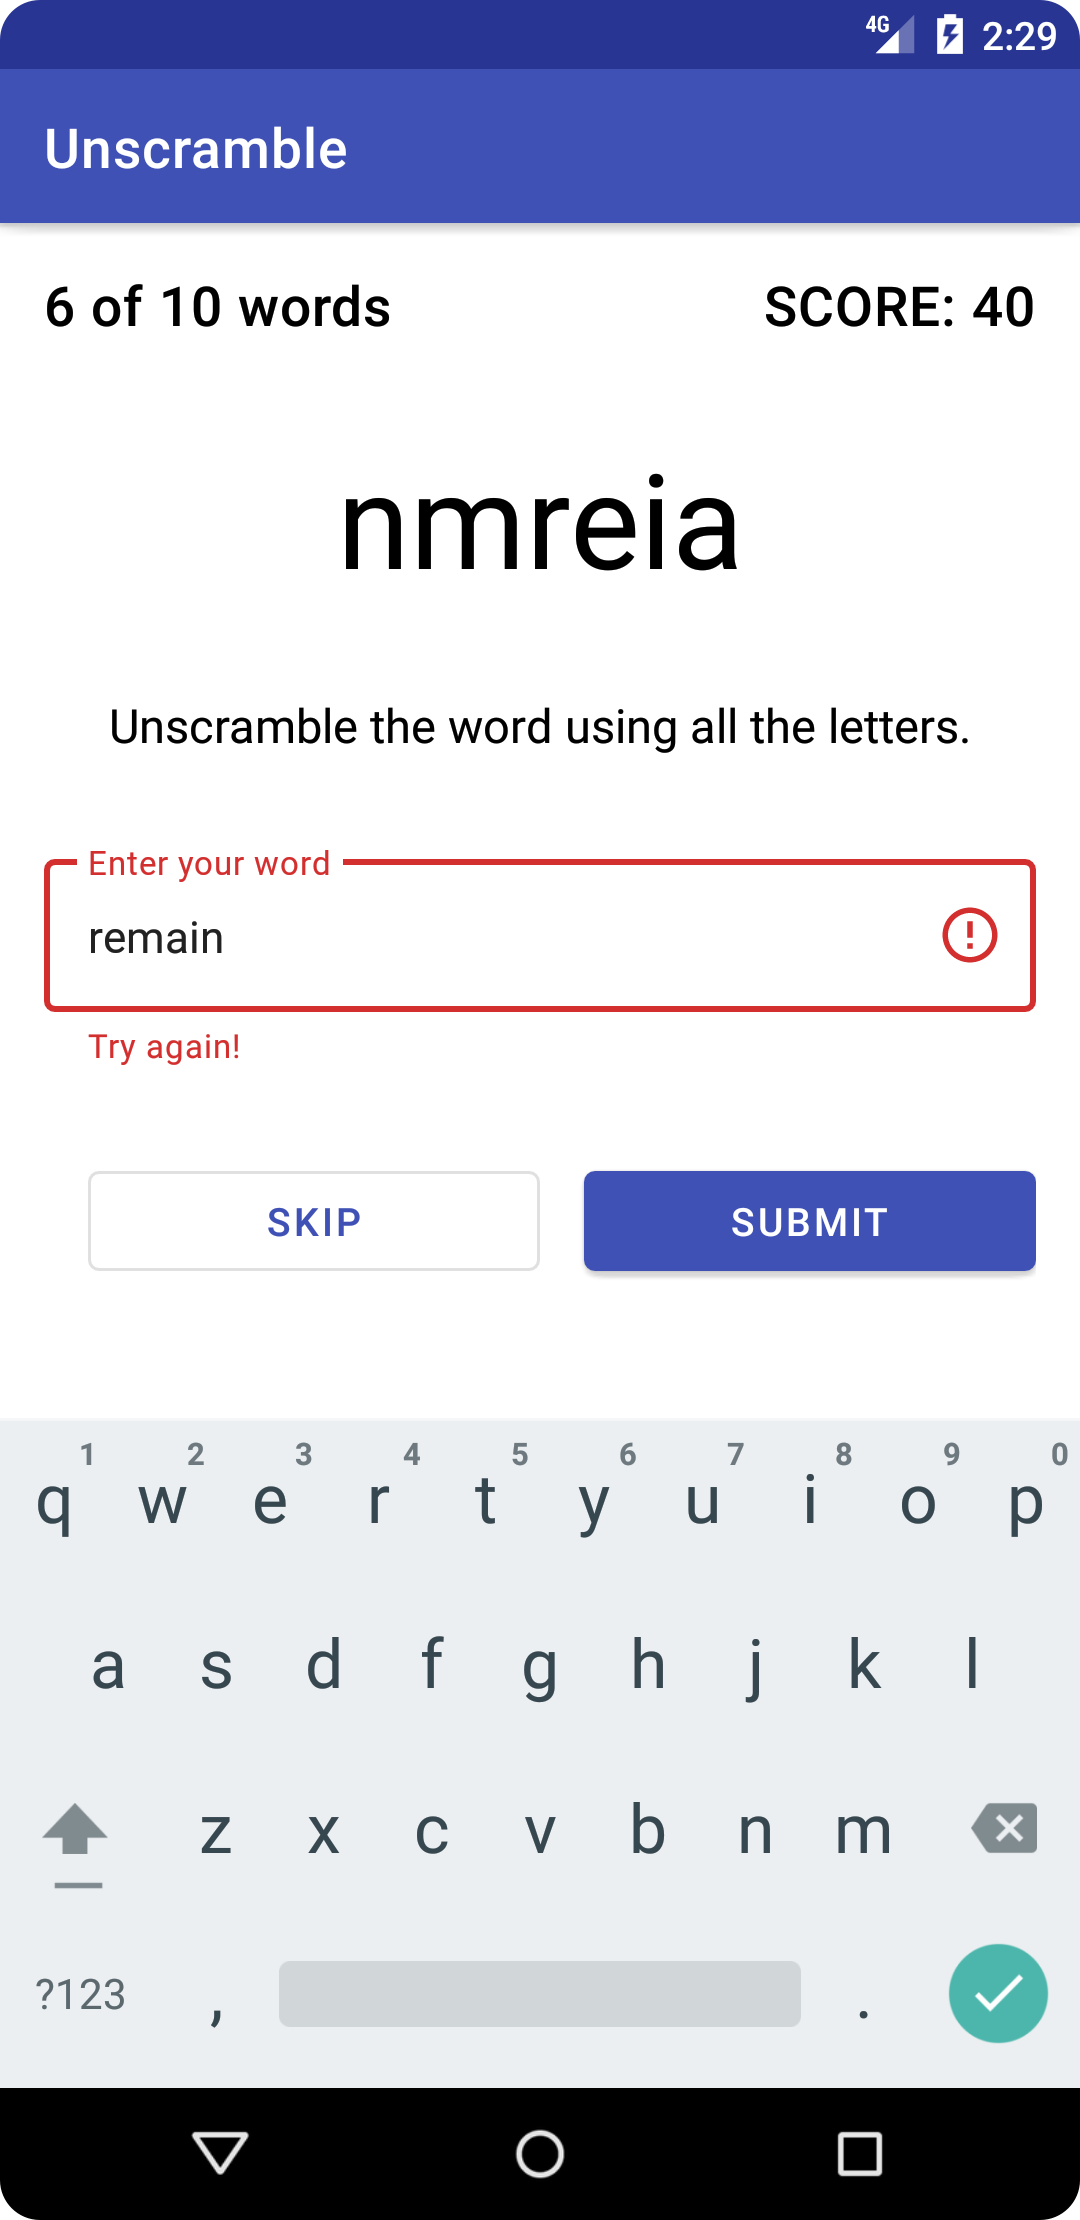 4G 2:29
Unscramble
6 of 10 words SCORE: 40
nmreia
Unscramble the word using all the letters.
Enter your word
remain
Try again!
SKIP SUBMIT
1 2 3 4 5 6 7 8 9 0
q w e r t y u i o p
a s d f g h j k l
z x c v b n m
?123 , .